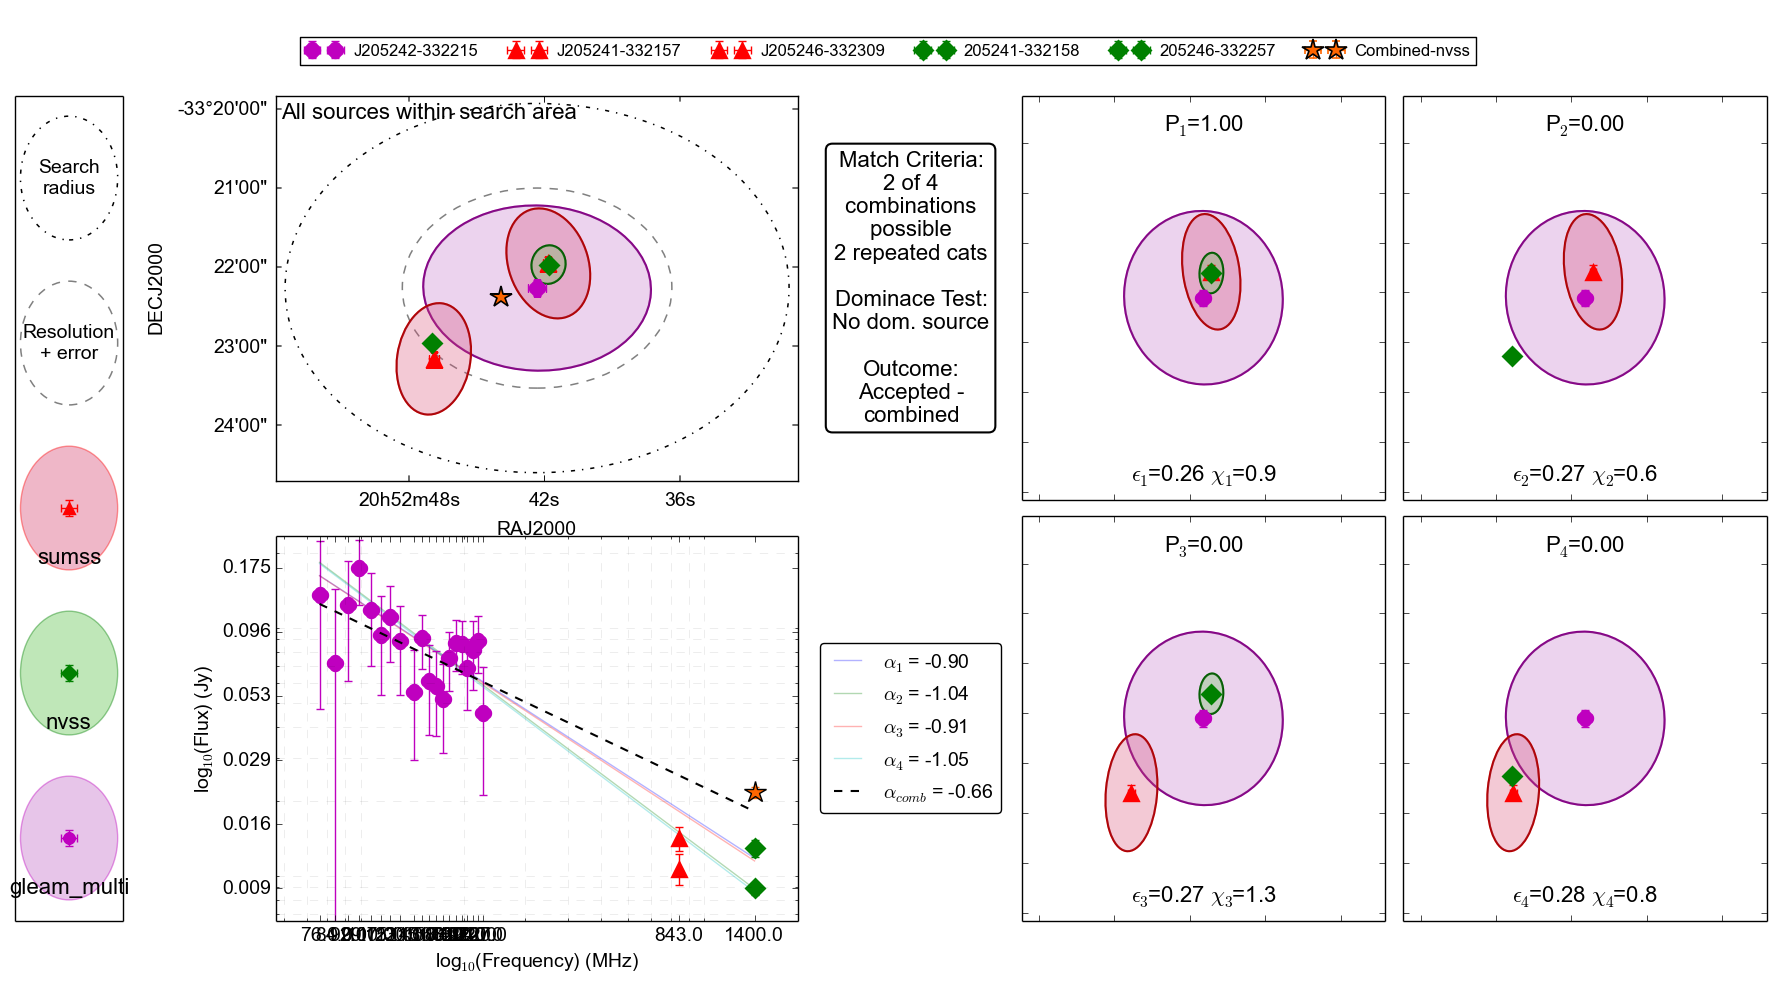 J205242-332215 J205241-332157 J205246-332309 205241-332158 205246-332257 Combined-nvss
Search
radius
Resolution
+ error
sumss
nvss
gleam_multi
All sources within search area
DECJ2000
-33°20'00"
21'00"
22'00"
23'00"
24'00"
20h52m48s 42s 36s
RAJ2000
Match Criteria:
2 of 4
combinations
possible
2 repeated cats
Dominace Test:
No dom. source
Outcome:
Accepted -
combined
P1=1.00
ϵ1=0.26 χ1=0.9
P2=0.00
ϵ2=0.27 χ2=0.6
log10(Flux) (Jy)
0.175
0.096
0.053
0.029
0.016
0.009
843.0 1400.0
log10(Frequency) (MHz)
α1 = -0.90
α2 = -1.04
α3 = -0.91
α4 = -1.05
αcomb = -0.66
P3=0.00
ϵ3=0.27 χ3=1.3
P4=0.00
ϵ4=0.28 χ4=0.8